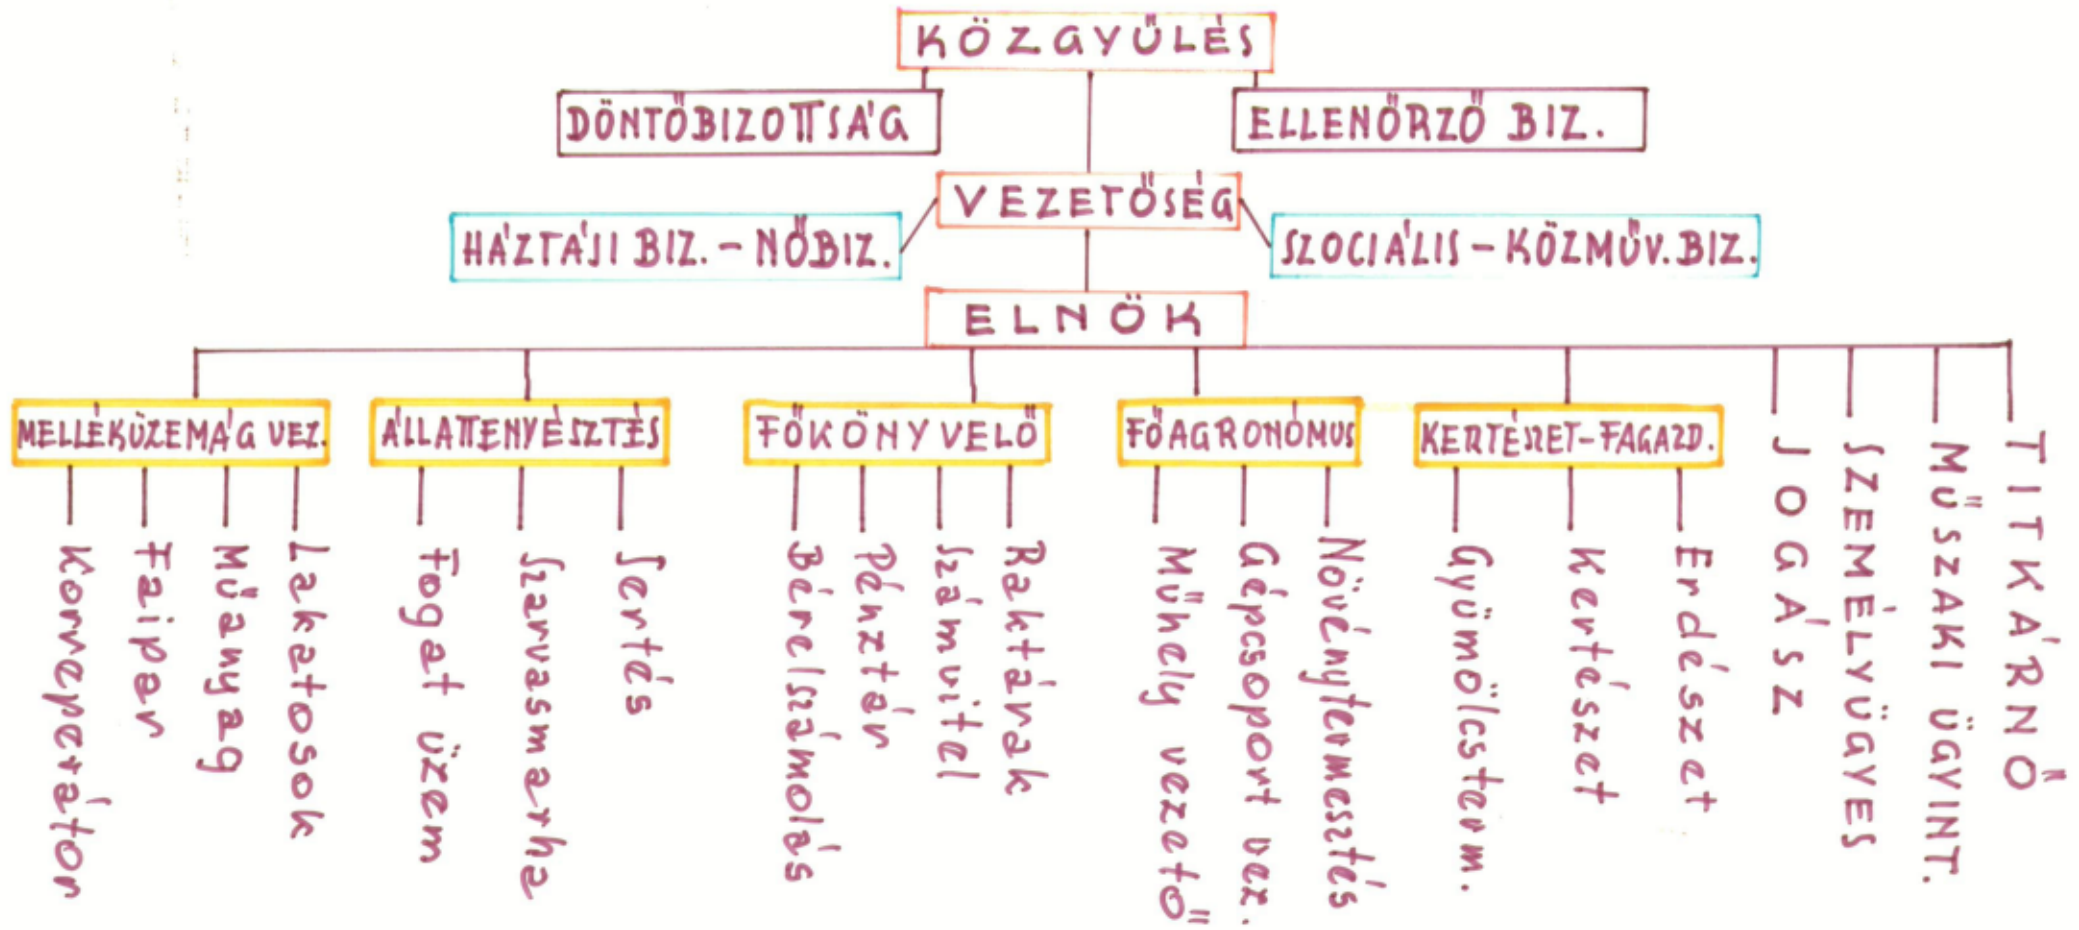 KÖZGYŰLÉS
DÖNTŐBIZOTTSÁG
ELLENŐRZŐ BIZ.
VEZETŐSÉG
HÁZTÁJI BIZ. - NŐBIZ.
SZOCIÁLIS - KÖZMŰV. BIZ.
ELNÖK
MELLÉKÜZEMÁG VEZ.
ÁLLATTENYÉSZTÉS
FŐKÖNYVELŐ
FŐAGRONÓMUS
KERTÉSZET-FAGAZD.
JOGÁSZ
SZEMÉLYÜGYES
MŰSZAKI ÜGYINT.
TITKÁRNŐ
Korreperátor
Faipar
Műanyag
Lakatosok
Fogat üzem
Szarvasmarha
Sertés
Bérelszámolás
Pénztár
Számvitel
Raktárak
Műhely vezető
Gépcsoport vez.
Növénytermesztés
Gyümölcsterm.
Kertészet
Erdészet